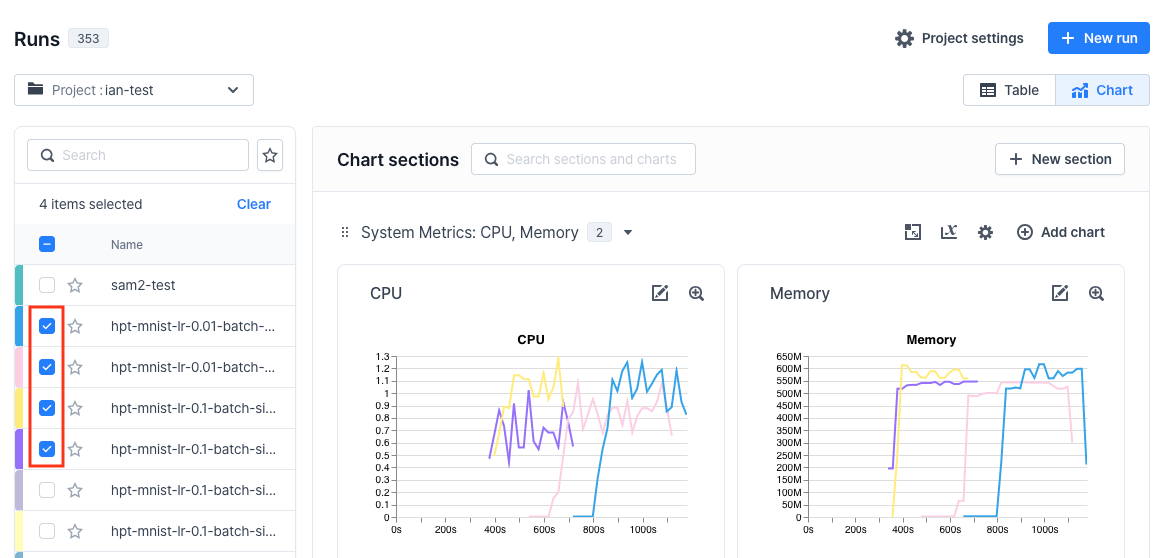 Runs 353
Project settings
New run
Project : ian-test
Table
Chart
Search
4 items selected
Clear
Name
sam2-test
hpt-mnist-lr-0.01-batch-...
hpt-mnist-lr-0.01-batch-...
hpt-mnist-lr-0.1-batch-si...
hpt-mnist-lr-0.1-batch-si...
hpt-mnist-lr-0.1-batch-si...
hpt-mnist-lr-0.1-batch-si...
Chart sections
Search sections and charts
New section
System Metrics: CPU, Memory 2
Add chart
CPU
CPU
1.3
1.2
1.1
1
0.9
0.8
0.7
0.6
0.5
0.4
0.3
0.2
0.1
0
0s 200s 400s 600s 800s 1000s
Memory
Memory
650M
600M
550M
500M
450M
400M
350M
300M
250M
200M
150M
100M
50M
0
0s 200s 400s 600s 800s 1000s